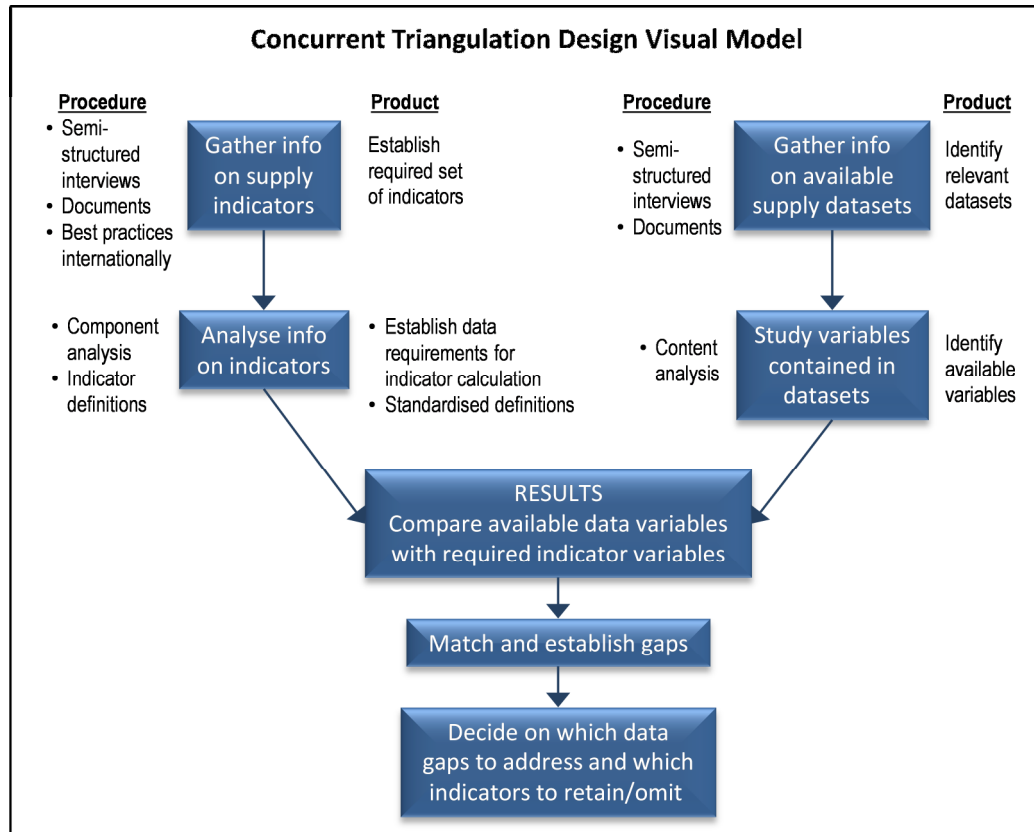 Concurrent Triangulation Design Visual Model
Procedure
• Semi-
structured
interviews
• Documents
• Best practices
internationally
Gather info
on supply
indicators
Product
Establish
required set
of indicators
Procedure
• Semi-
structured
interviews
• Documents
Gather info
on available
supply datasets
Product
Identify
relevant
datasets
• Component
analysis
• Indicator
definitions
Analyse info
on indicators
• Establish data
requirements for
indicator calculation
• Standardised definitions
• Content
analysis
Study variables
contained in
datasets
Identify
available
variables
RESULTS
Compare available data variables
with required indicator variables
Match and establish gaps
Decide on which data
gaps to address and which
indicators to retain/omit